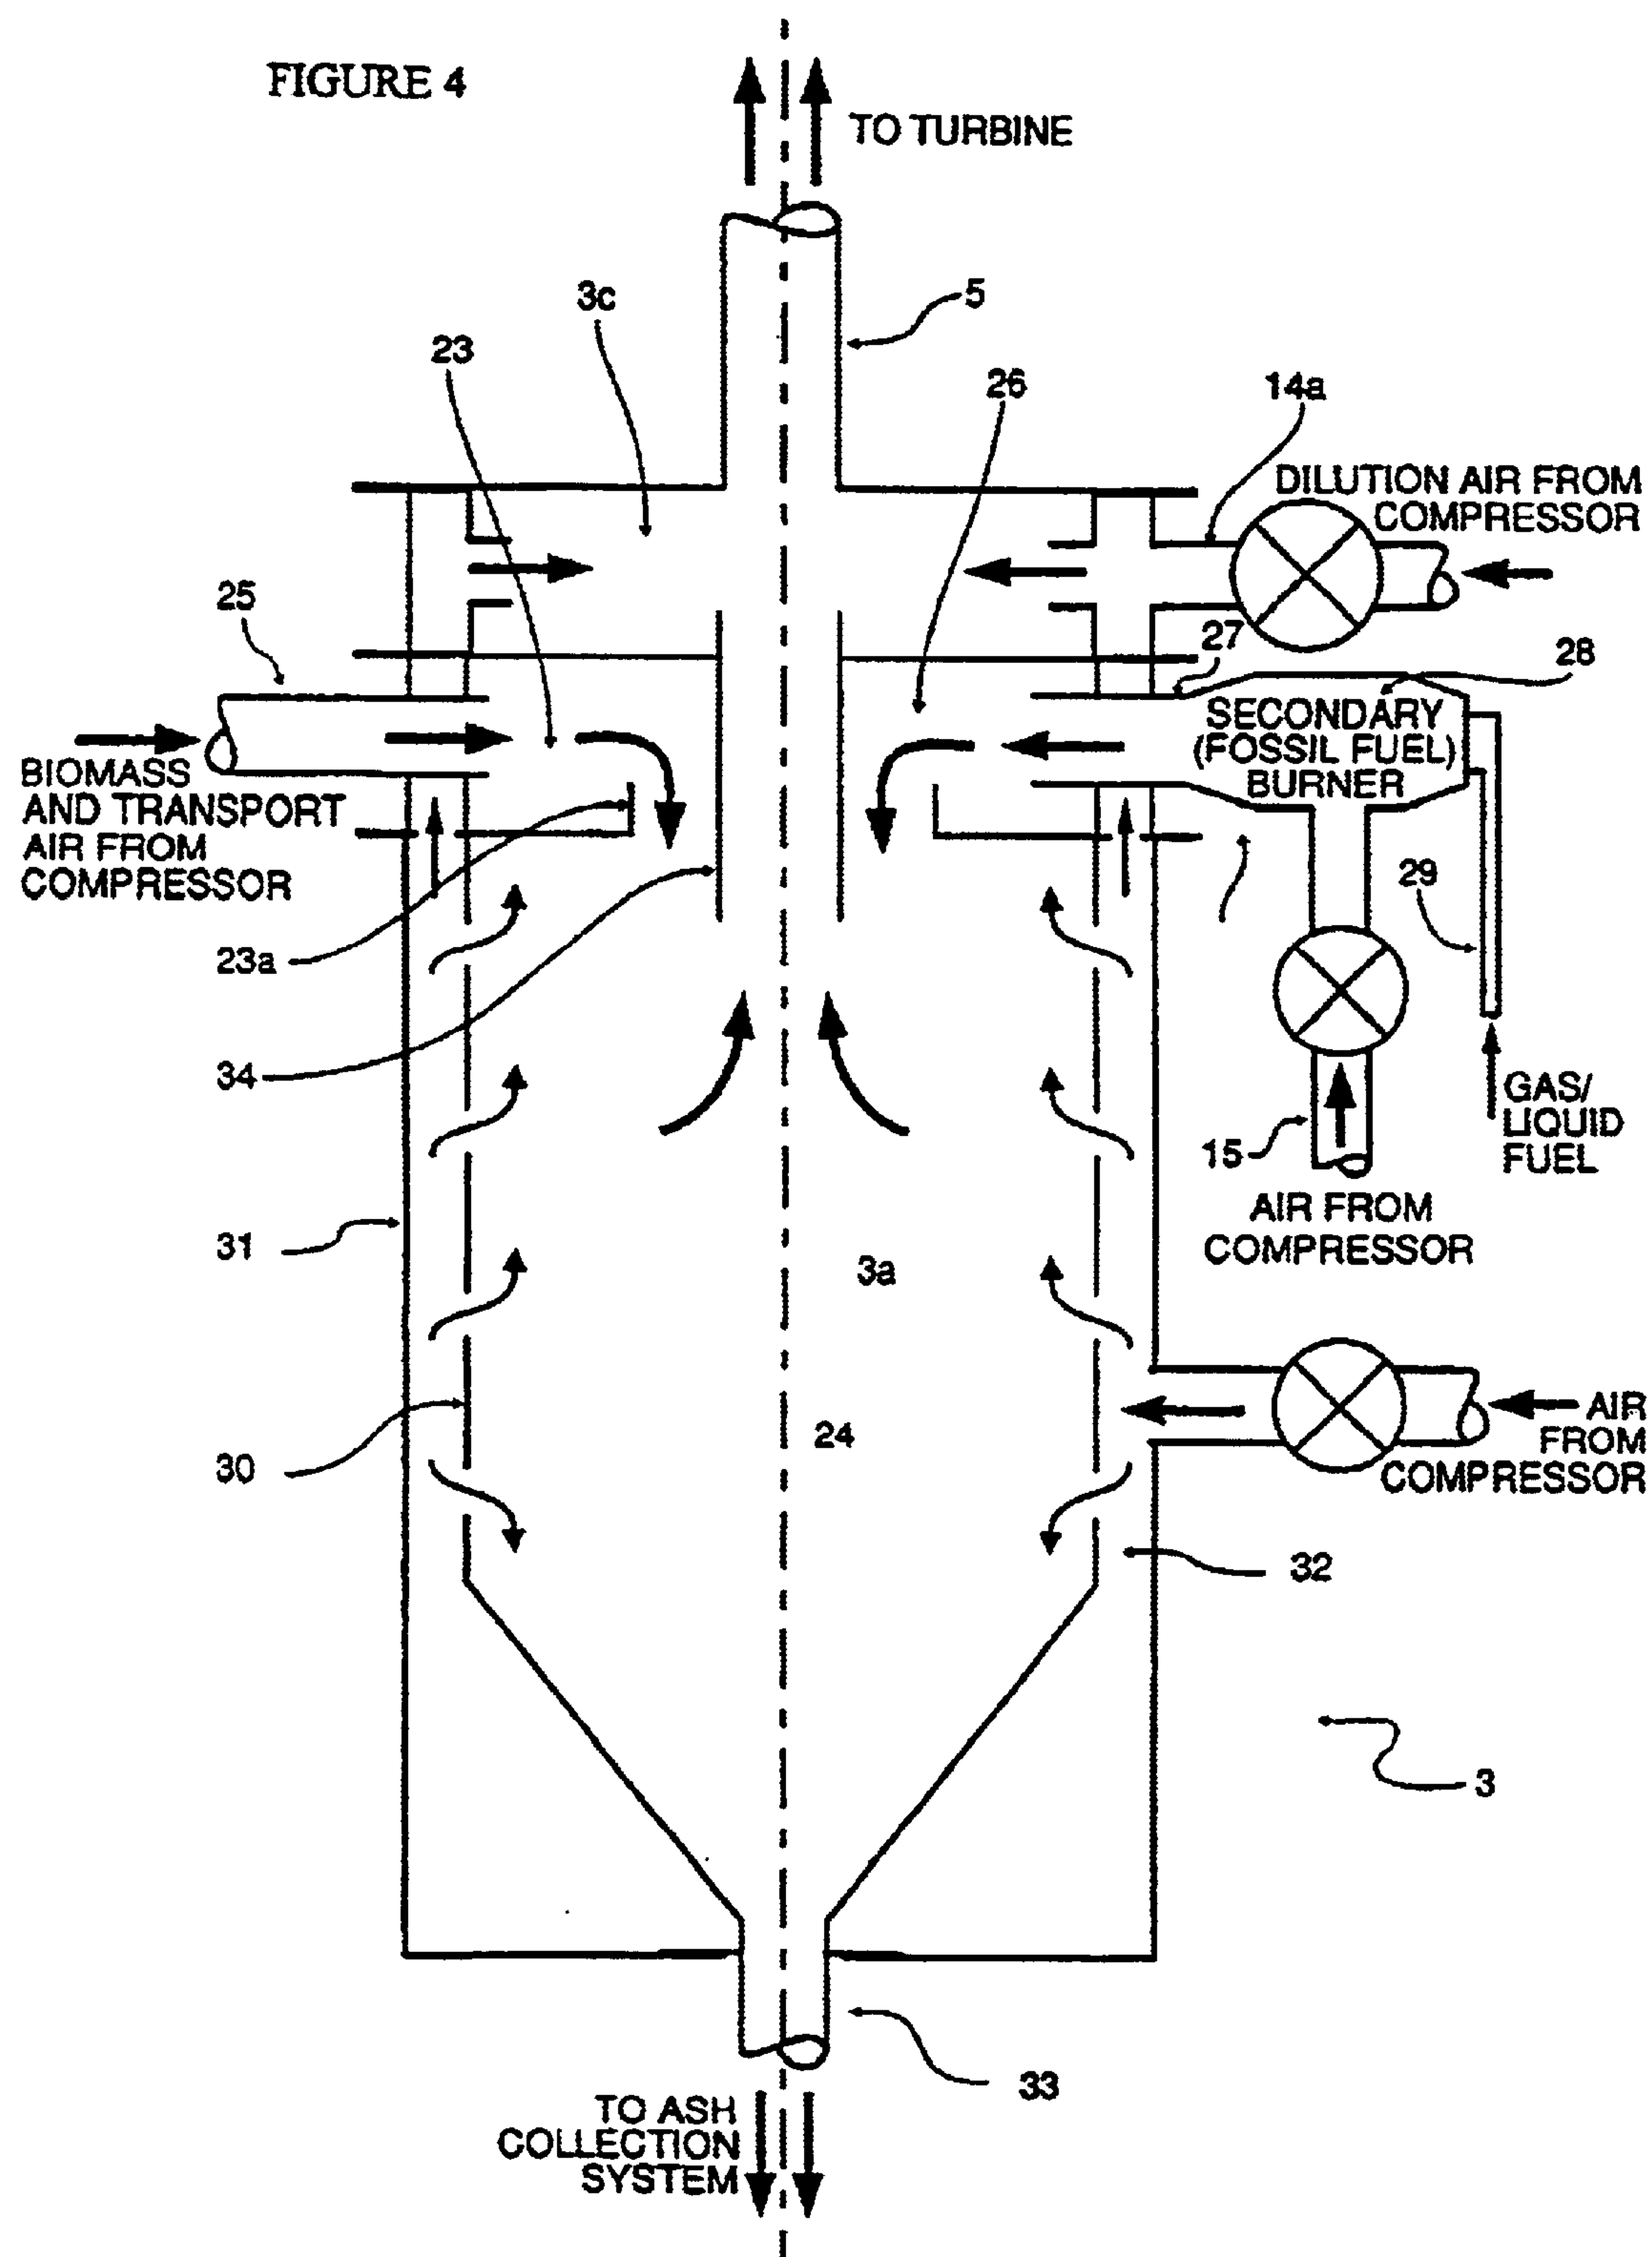 FIGURE 4
TO TURBINE
3c
5
23
26
14a
DILUTION AIR FROM
COMPRESSOR
25
27
28
SECONDARY
(FOSSIL FUEL)
BURNER
BIOMASS
AND TRANSPORT
AIR FROM
COMPRESSOR
29
23a
34
GAS/
LIQUID
FUEL
15
AIR FROM
COMPRESSOR
31
3a
24
AIR
FROM
COMPRESSOR
30
32
3
33
TO ASH
COLLECTION
SYSTEM